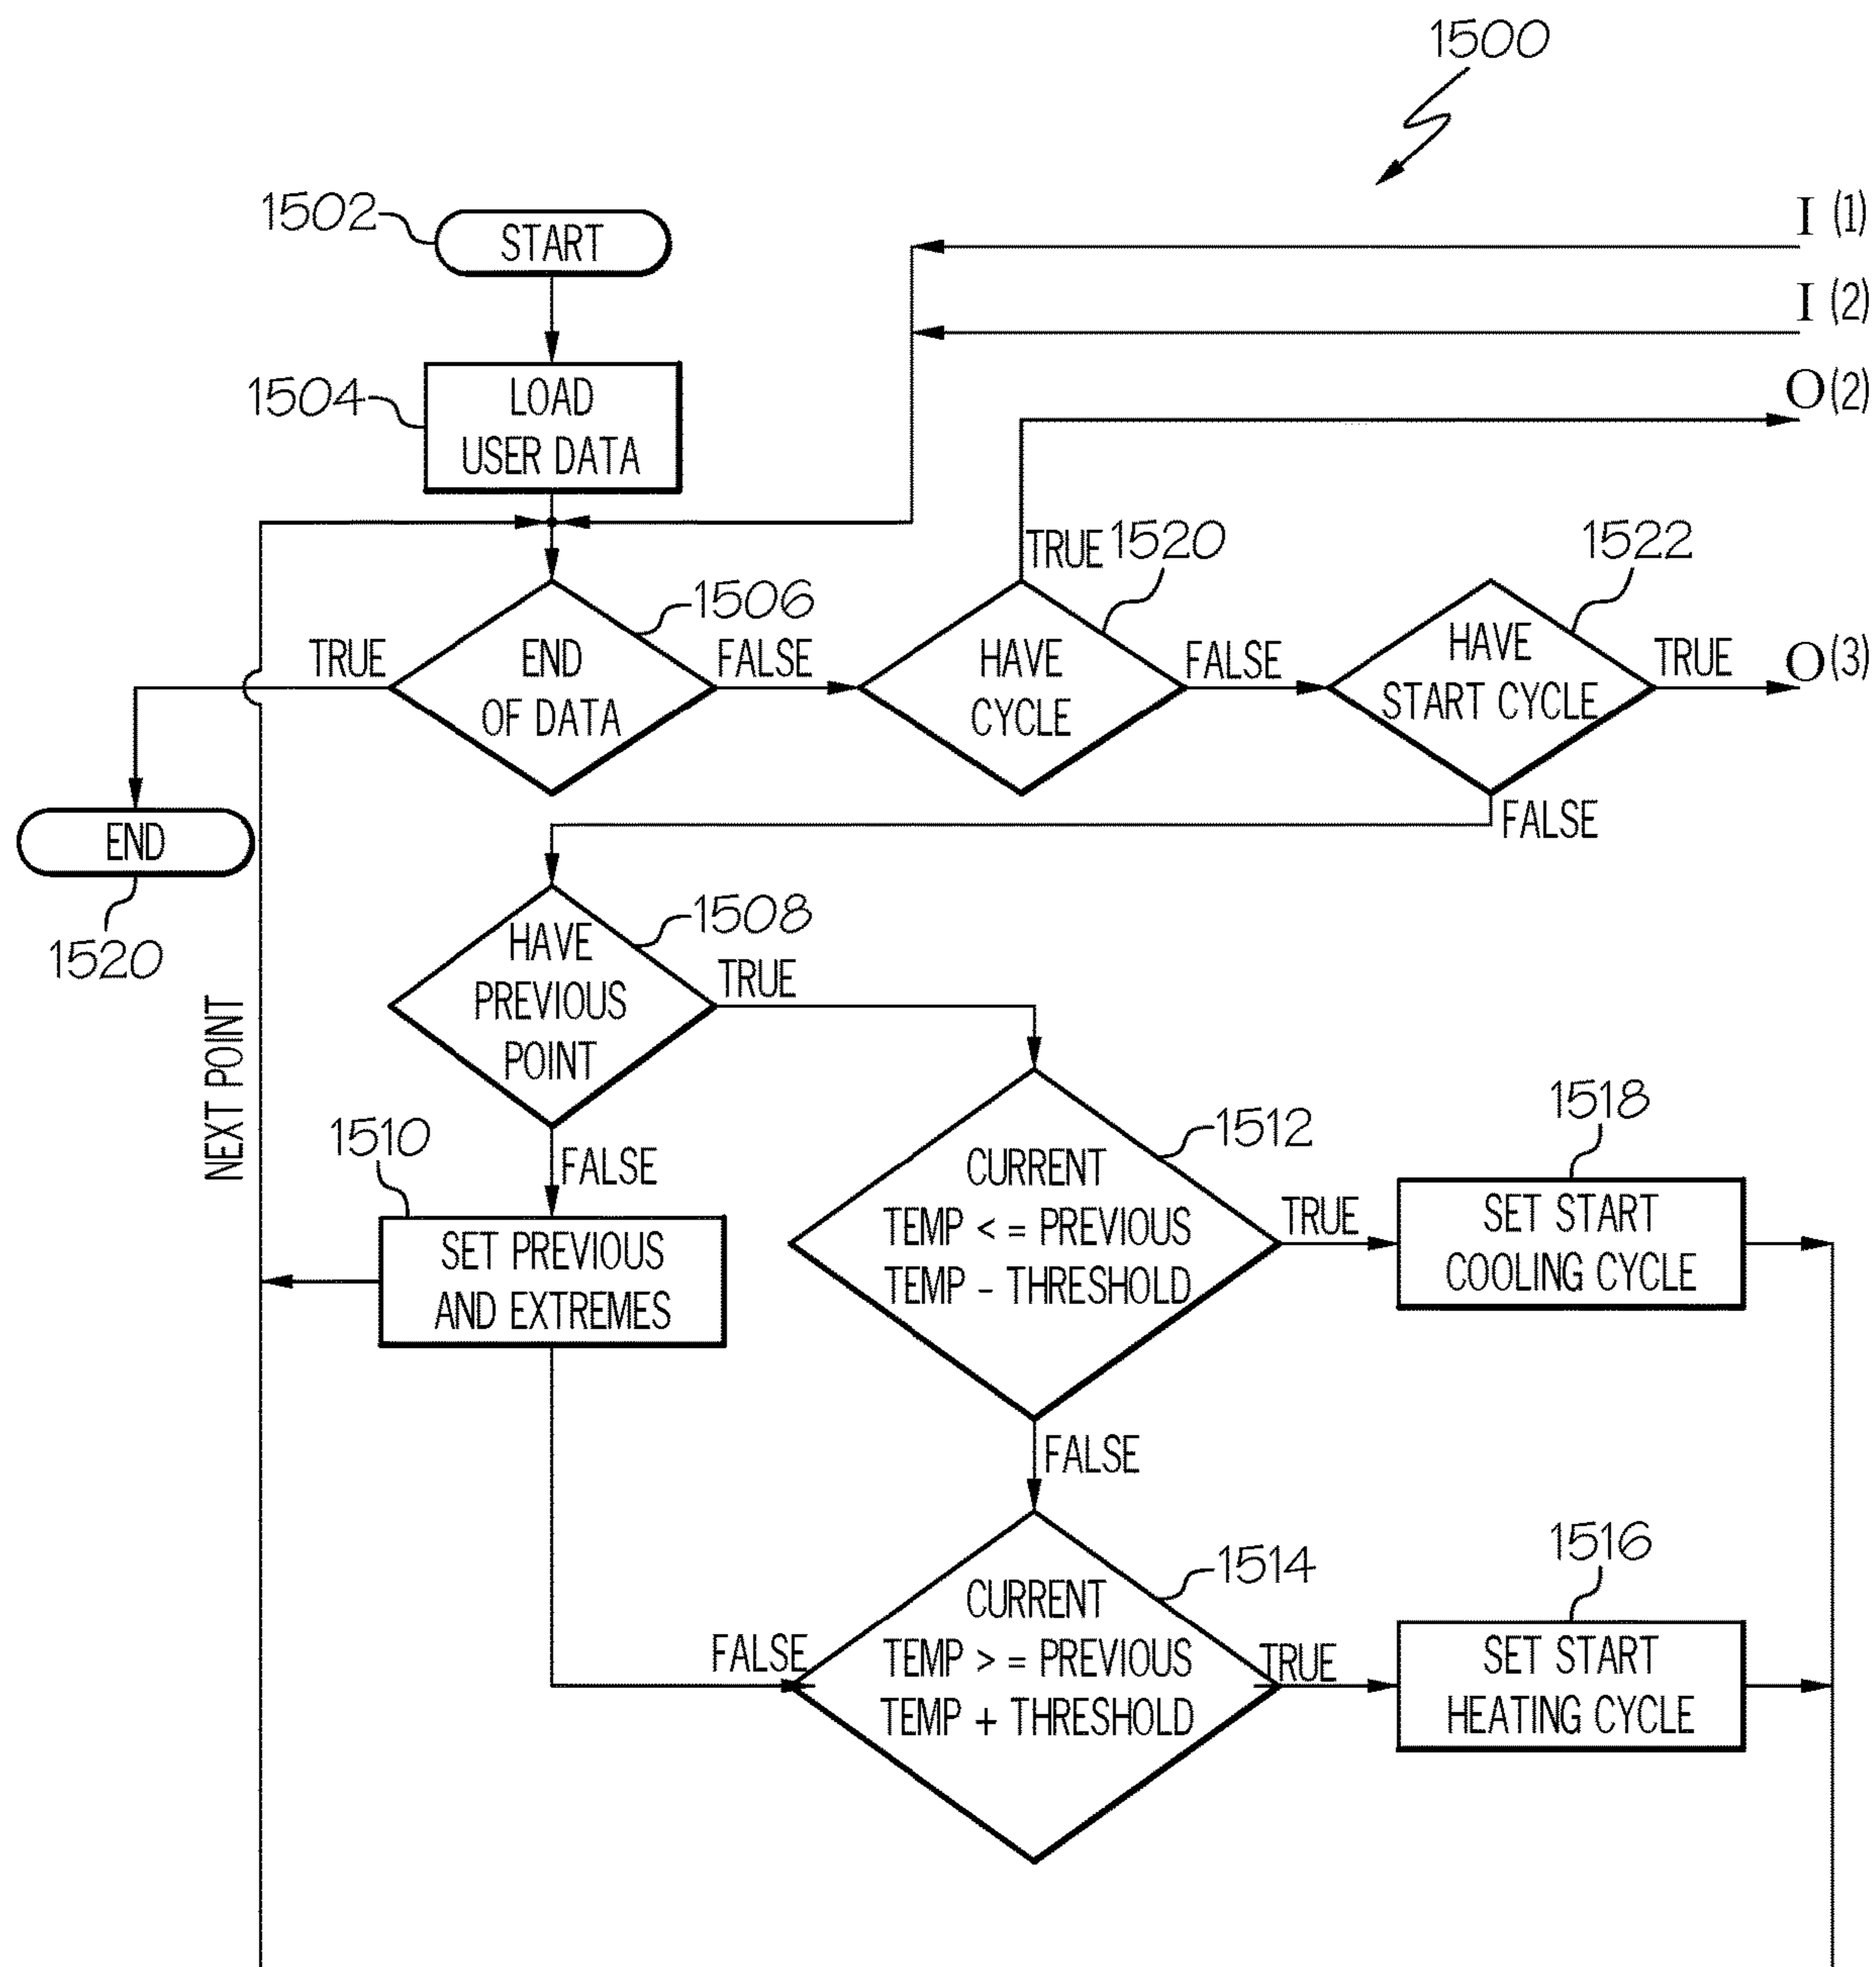 1500
1502
START
I (1)
I (2)
1504
LOAD
USER DATA
O (2)
TRUE
1520
1522
1506
TRUE
END
OF DATA
FALSE
HAVE
CYCLE
FALSE
HAVE
START CYCLE
TRUE
O (3)
END
1520
FALSE
1508
HAVE
PREVIOUS
POINT
TRUE
NEXT POINT
1510
FALSE
SET PREVIOUS
AND EXTREMES
1512
CURRENT
TEMP < = PREVIOUS
TEMP - THRESHOLD
TRUE
1518
SET START
COOLING CYCLE
FALSE
1514
CURRENT
TEMP > = PREVIOUS
TEMP + THRESHOLD
FALSE
TRUE
1516
SET START
HEATING CYCLE